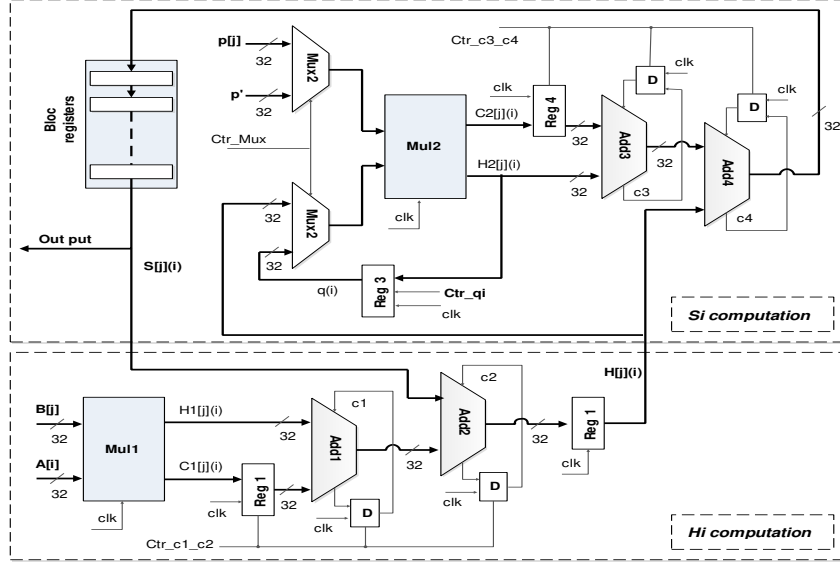 p[j]
32
p'
32
Mux2
Ctr_Mux
Mux2
32
32
Mul2
clk
C2[j](i)
H2[j](i)
Ctr_c3_c4
clk
Reg 4
32
32
Add3
c3
D
clk
32
Add4
c4
D
clk
32
Bloc
registers
Out put
S[j](i)
q(i)
Reg 3
Ctr_qi
clk
Si computation
H[j](i)
B[j]
32
A[i]
32
Mul1
clk
H1[j](i)
C1[j](i)
32
clk
Reg 1
32
Add1
c1
clk
D
32
Add2
c2
clk
D
32
clk
Reg 1
Ctr_c1_c2
Hi computation